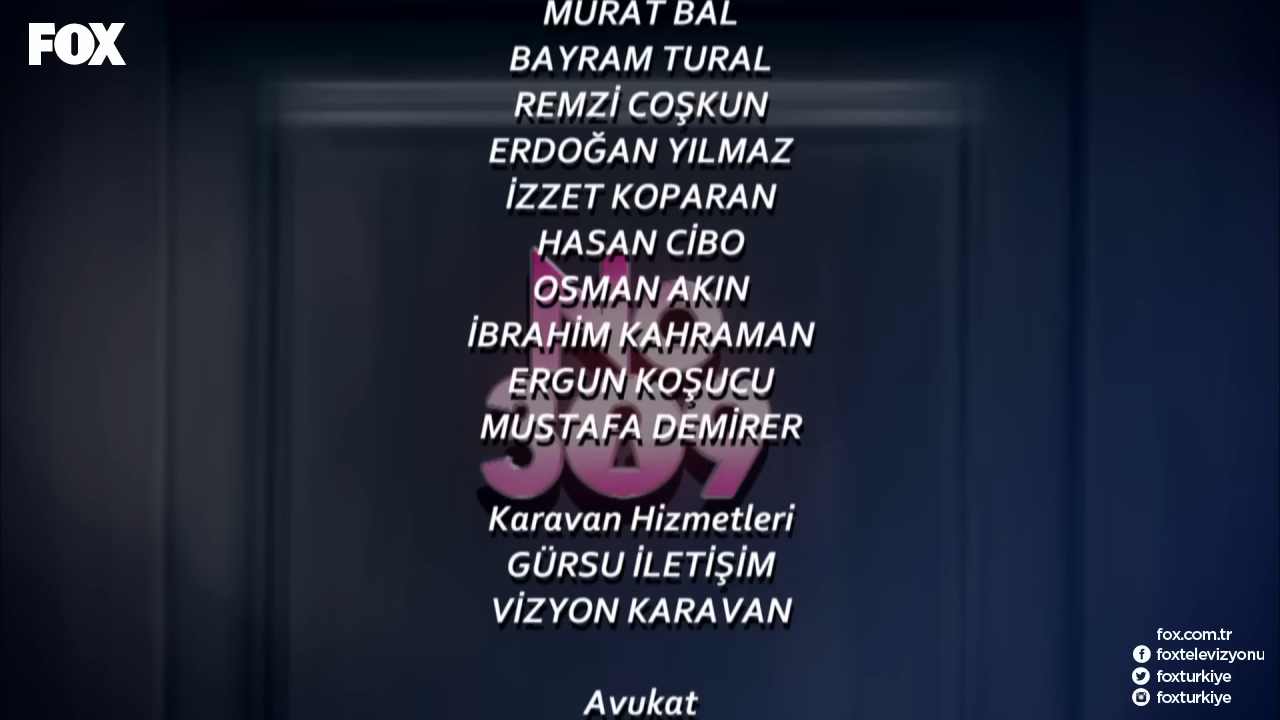 FOX
MURAT BAL
BAYRAM TURAL
REMZİ COŞKUN
ERDOĞAN YILMAZ
İZZET KOPARAN
HASAN CİBO
OSMAN AKIN
İBRAHİM KAHRAMAN
ERGUN KOŞUCU
MUSTAFA DEMİRER
No
309
Karavan Hizmetleri
GÜRSU İLETİŞİM
VİZYON KARAVAN
Avukat
fox.com.tr
foxtelevizyonu
foxturkiye
foxturkiye